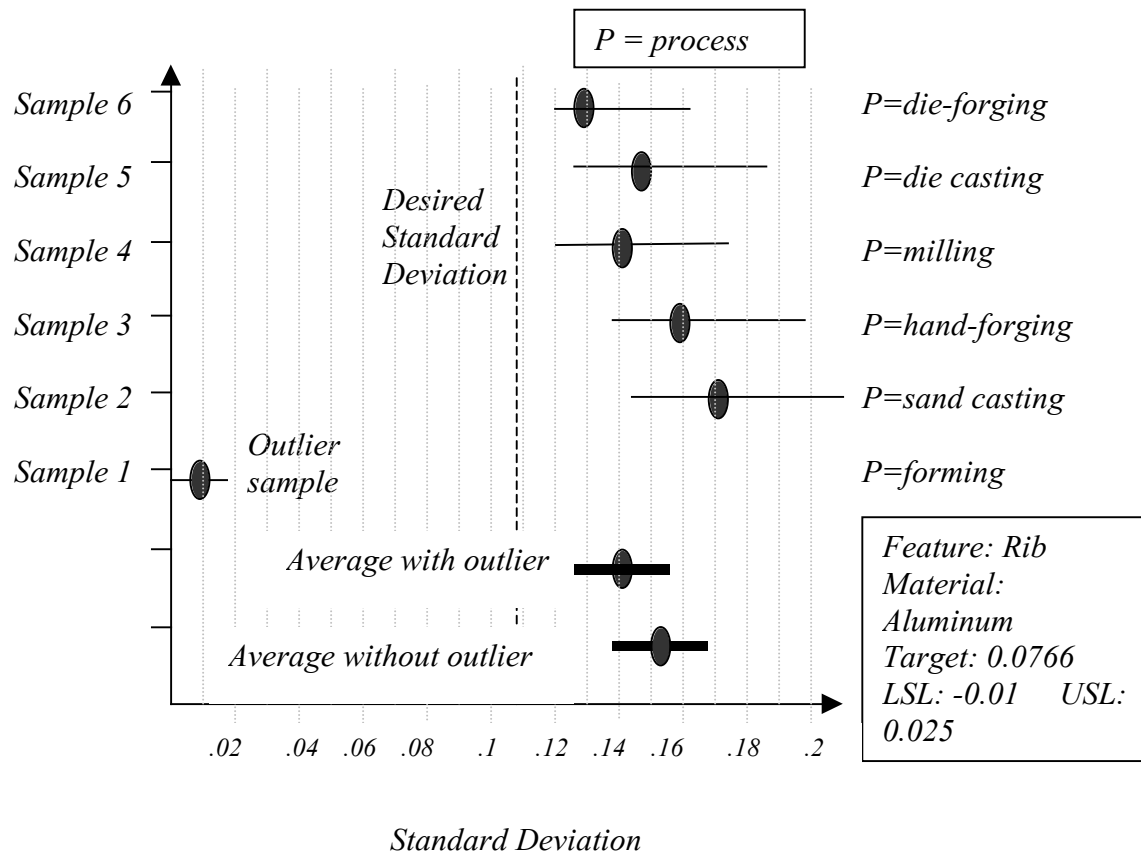 P = process
Sample 6
P=die-forging
Sample 5
P=die casting
Desired
Standard
Deviation
Sample 4
P=milling
Sample 3
P=hand-forging
Sample 2
P=sand casting
Outlier
sample
Sample 1
P=forming
Average with outlier
Average without outlier
Feature: Rib
Material:
Aluminum
Target: 0.0766
LSL: -0.01 USL:
0.025
.02 .04 .06 .08 .1 .12 .14 .16 .18 .2
Standard Deviation